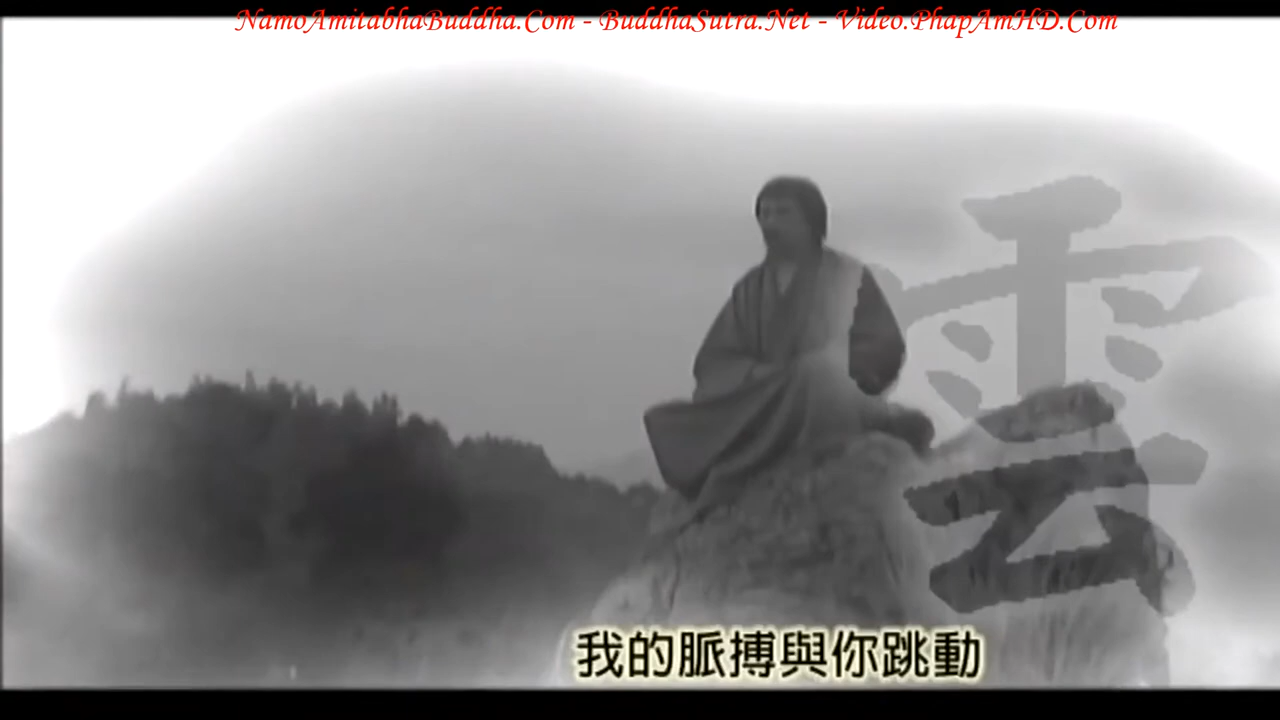 NamoAmitabhaBuddha.Com - BuddhaSutra.Net - Video.PhapAmHD.Com
雲
我的脈搏與你跳動